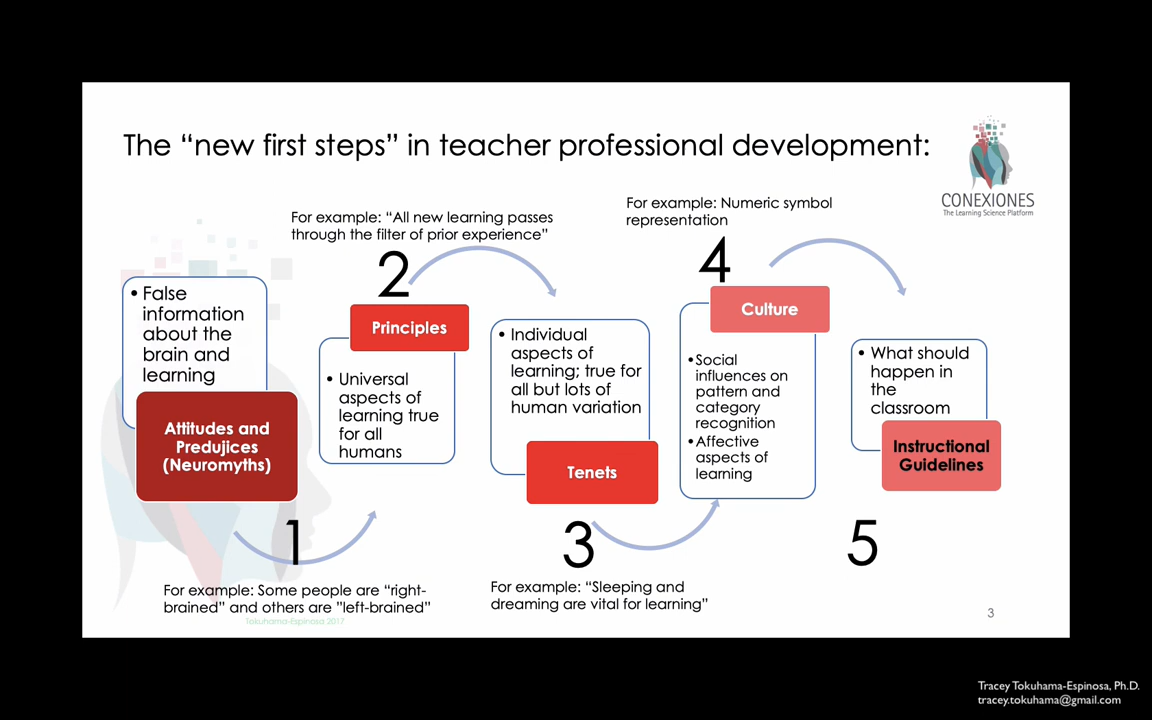 The “new first steps” in teacher professional development:
CONEXIONES
The Learning Science Platform
• False
information
about the
brain and
learning
Attitudes and
Predujices
(Neuromyths)
1
For example: Some people are “right-
brained” and others are ”left-brained”
For example: “All new learning passes
through the filter of prior experience”
2
Principles
• Universal
aspects of
learning true
for all
humans
• Individual
aspects of
learning; true for
all but lots of
human variation
Tenets
3
For example: “Sleeping and
dreaming are vital for learning”
For example: Numeric symbol
representation
4
Culture
•Social
influences on
pattern and
category
recognition
•Affective
aspects of
learning
• What should
happen in
the
classroom
Instructional
Guidelines
5
Tokuhama-Espinosa 2017
3
Tracey Tokuhama-Espinosa, Ph.D.
tracey.tokuhama@gmail.com